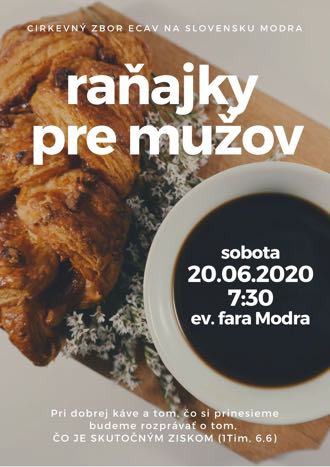 CIRKEVNÝ ZBOR ECAV NA SLOVENSKU MODRA
raňajky
pre mužov
sobota
20.06.2020
7:30
ev. fara Modra
Pri dobrej káve a tom, čo si prinesieme
budeme rozprávať o tom,
ČO JE SKUTOČNÝM ZISKOM (1Tim, 6,6)